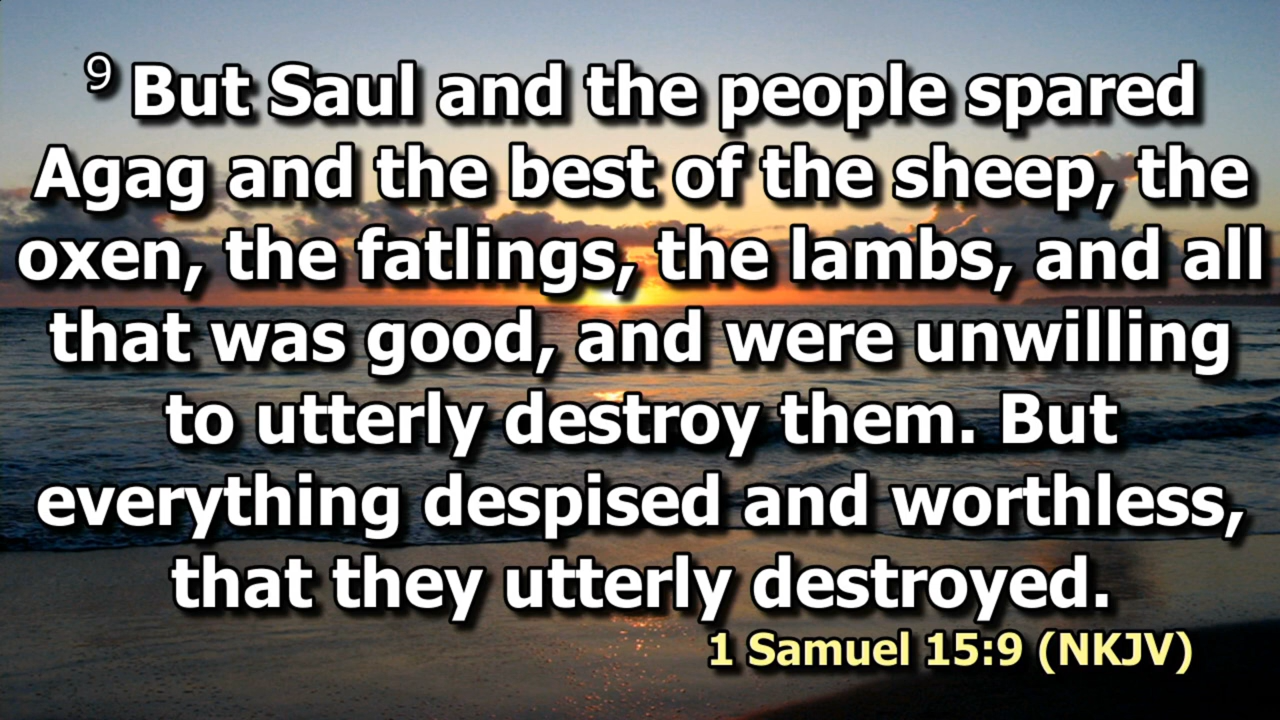 9 But Saul and the people spared
Agag and the best of the sheep, the
oxen, the fatlings, the lambs, and all
that was good, and were unwilling
to utterly destroy them. But
everything despised and worthless,
that they utterly destroyed.
1 Samuel 15:9 (NKJV)